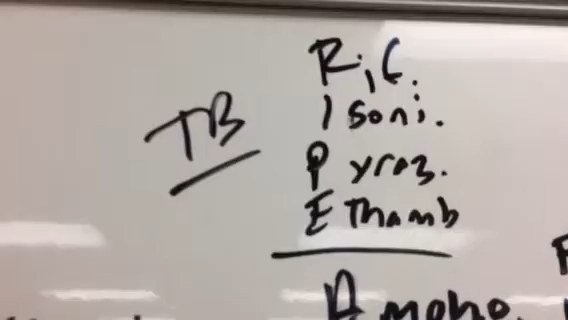 TB
Rif.
Isoni.
Pyraz.
Ethamb